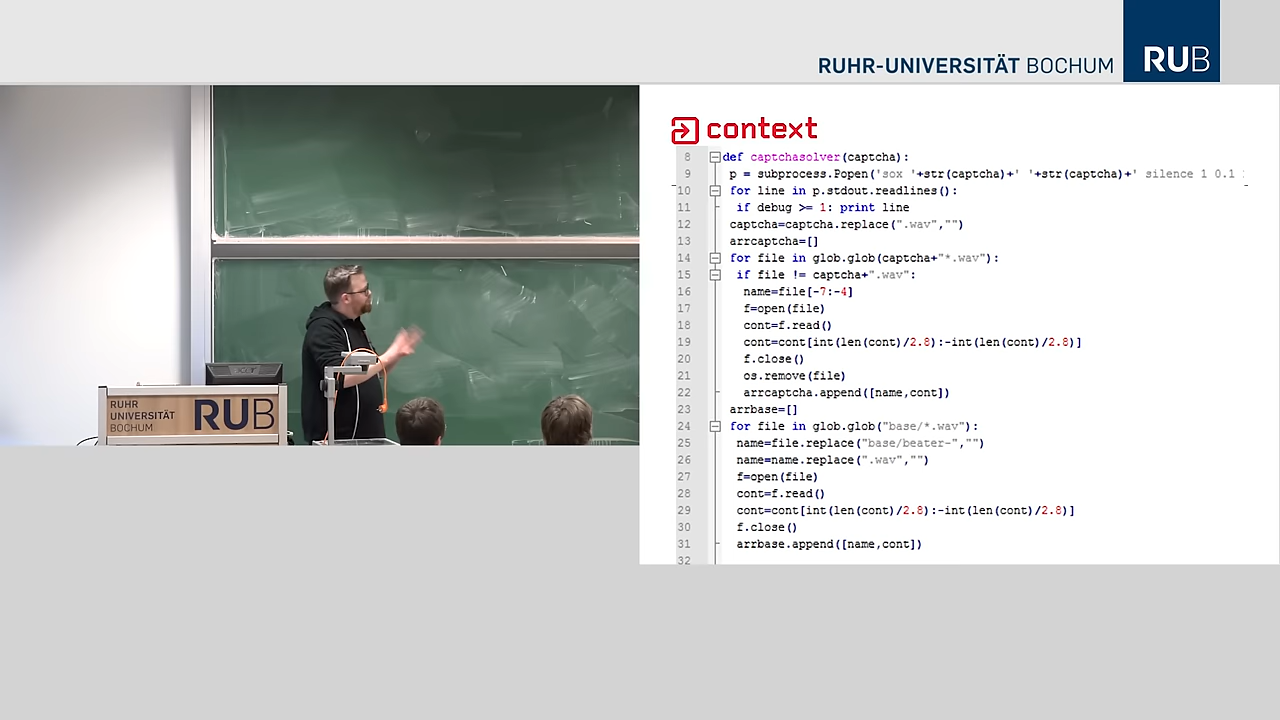 RUHR-UNIVERSITÄT BOCHUM RUB
context
8 def captchasolver(captcha):
9 p = subprocess.Popen('sox '+str(captcha)+' '+str(captcha)+' silence 1 0.1
10 for line in p.stdout.readlines():
11 if debug >= 1: print line
12 captcha=captcha.replace(".wav","")
13 arrcaptcha=[]
14 for file in glob.glob(captcha+"*.wav"):
15 if file != captcha+".wav":
16 name=file[-7:-4]
17 f=open(file)
18 cont=f.read()
19 cont=cont[int(len(cont)/2.8):-int(len(cont)/2.8)]
20 f.close()
21 os.remove(file)
22 arrcaptcha.append([name,cont])
23 arrbase=[]
24 for file in glob.glob("base/*.wav"):
25 name=file.replace("base/beater-","")
26 name=name.replace(".wav","")
27 f=open(file)
28 cont=f.read()
29 cont=cont[int(len(cont)/2.8):-int(len(cont)/2.8)]
30 f.close()
31 arrbase.append([name,cont])
32
RUHR
UNIVERSITÄT
BOCHUM
RUB